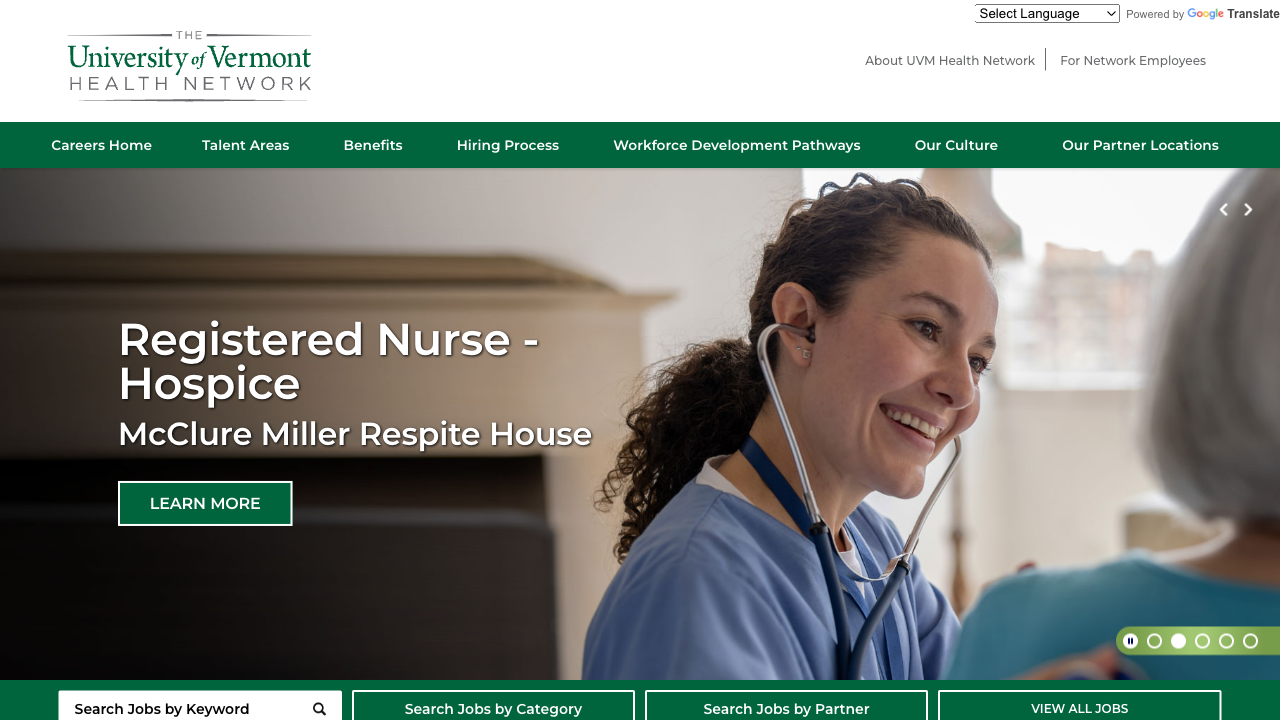 Select Language
Powered by Google Translate
THE
University of Vermont
HEALTH NETWORK
About UVM Health Network
For Network Employees
Careers Home
Talent Areas
Benefits
Hiring Process
Workforce Development Pathways
Our Culture
Our Partner Locations
Registered Nurse -
Hospice
McClure Miller Respite House
LEARN MORE
Search Jobs by Keyword
Search Jobs by Category
Search Jobs by Partner
VIEW ALL JOBS